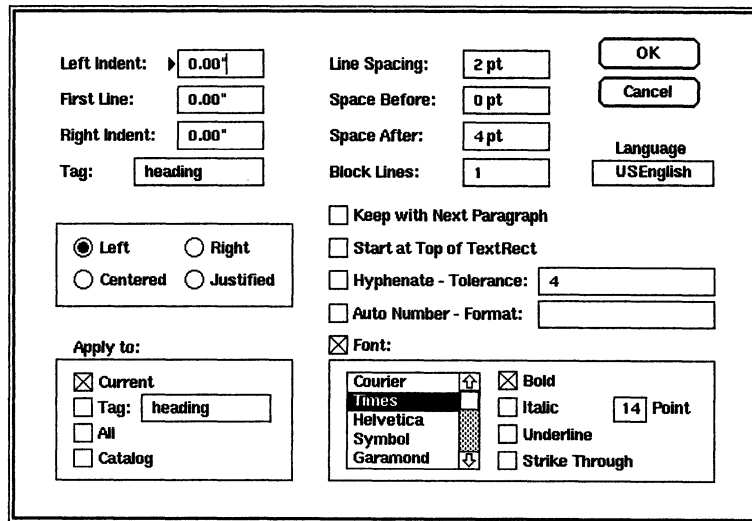 Left Indent: 0.00" Line Spacing: 2 pt OK
First Line: 0.00" Space Before: 0 pt Cancel
Right Indent: 0.00" Space After: 4 pt
Language
Tag: heading Block Lines: 1 USEnglish
Keep with Next Paragraph
Left Right Start at Top of TextRect
Centered Justified Hyphenate - Tolerance: 4
Auto Number - Format:
Apply to: Font:
Current Courier Bold
Tag: heading Times Italic 14 Point
All Helvetica Underline
Symbol
Catalog Garamond Strike Through